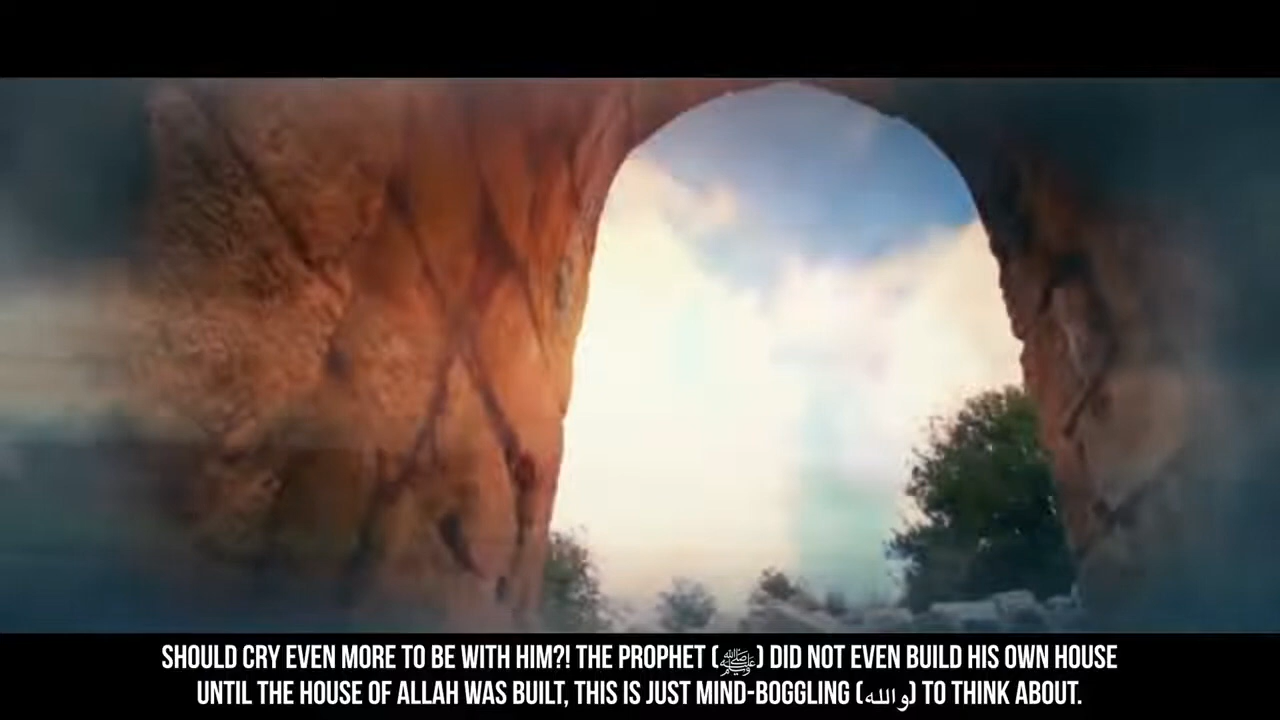 SHOULD CRY EVEN MORE TO BE WITH HIM?! THE PROPHET (ﷺ) DID NOT EVEN BUILD HIS OWN HOUSE
UNTIL THE HOUSE OF ALLAH WAS BUILT, THIS IS JUST MIND-BOGGLING (والله) TO THINK ABOUT.